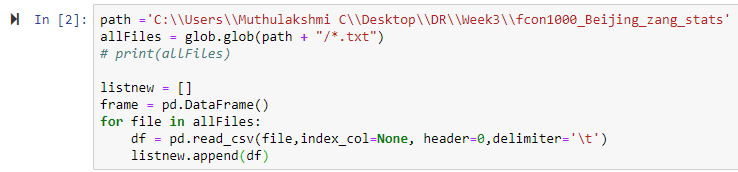 In [2]: path ='C:\\Users\\Muthulakshmi C\\Desktop\\DR\\Week3\\fcon1000_Beijing_zang_stats'
allFiles = glob.glob(path + "/*.txt")
# print(allFiles)
listnew = []
frame = pd.DataFrame()
for file in allFiles:
    df = pd.read_csv(file,index_col=None, header=0,delimiter='\t')
    listnew.append(df)